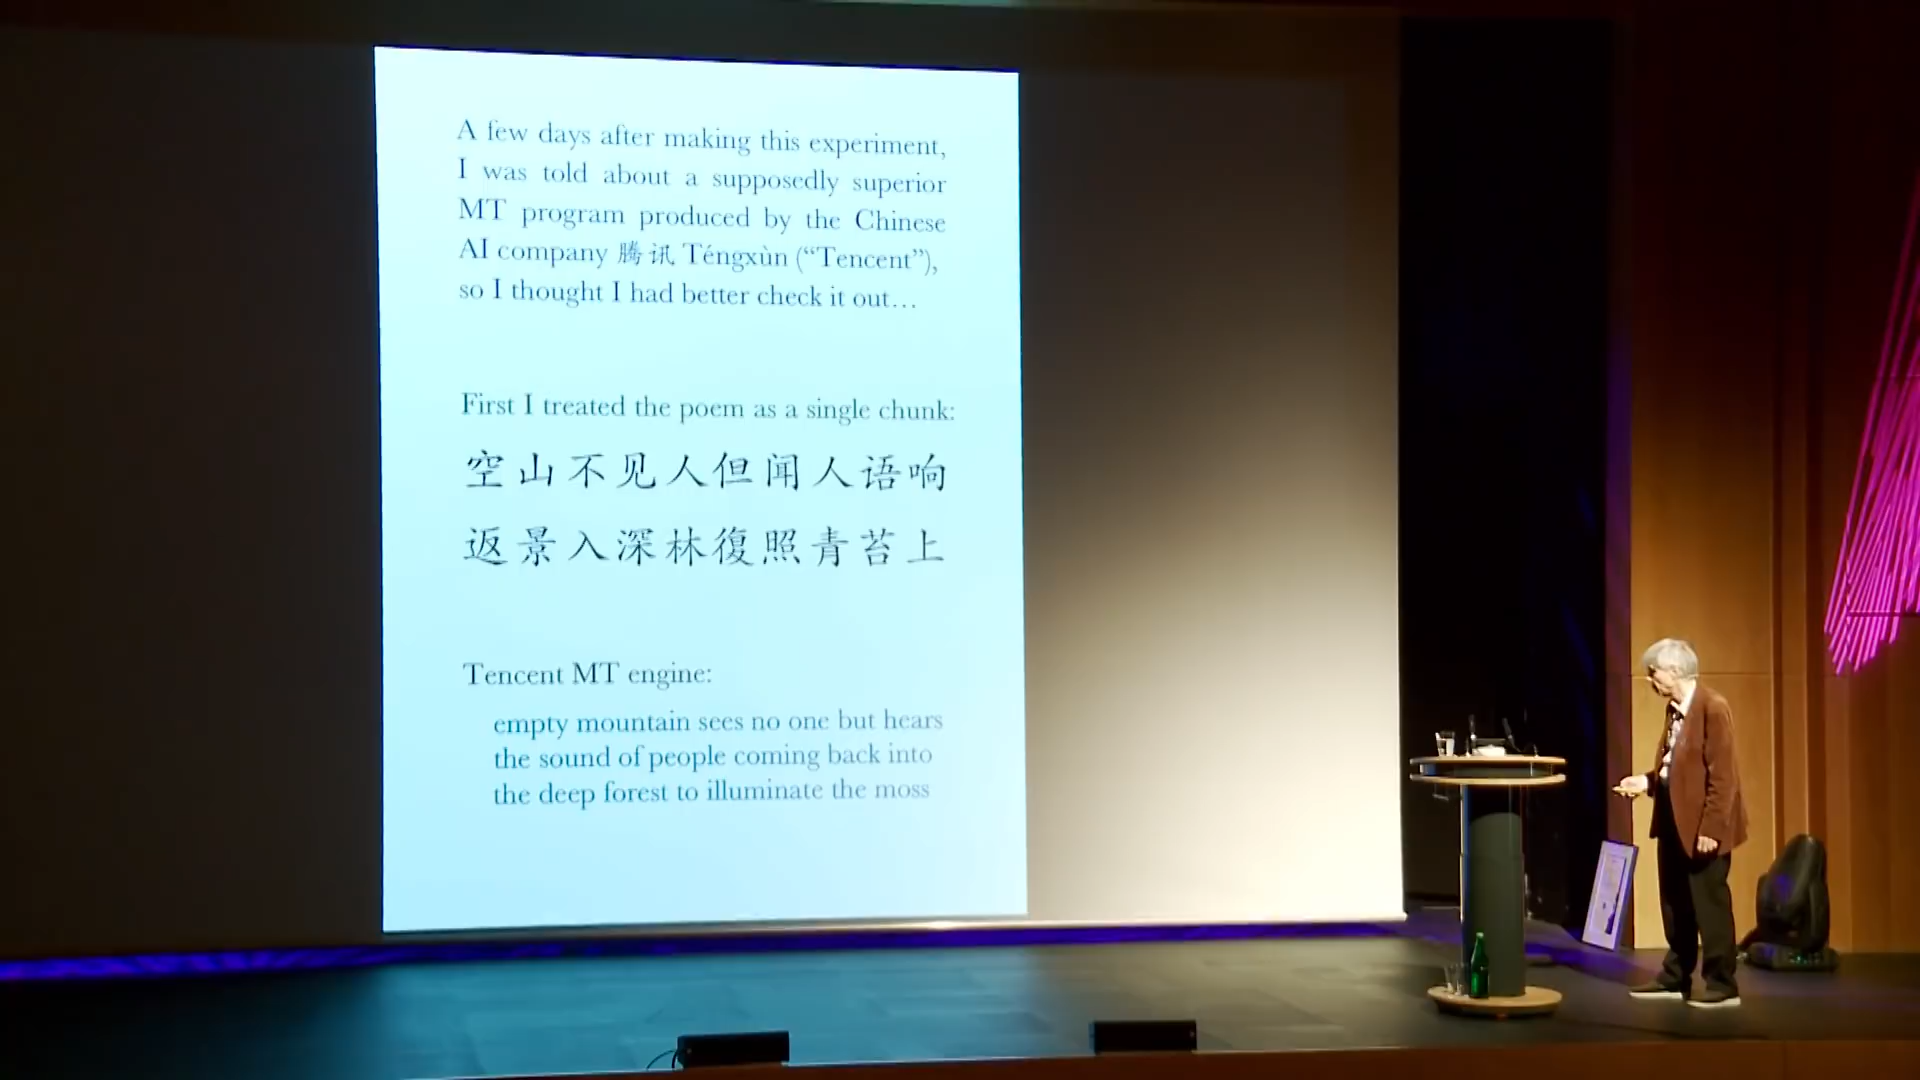 A few days after making this experiment,
I was told about a supposedly superior
MT program produced by the Chinese
AI company 腾讯 Téngxùn (“Tencent”),
so I thought I had better check it out…
First I treated the poem as a single chunk:
空山不见人但闻人语响
返景入深林復照青苔上
Tencent MT engine:
empty mountain sees no one but hears
the sound of people coming back into
the deep forest to illuminate the moss